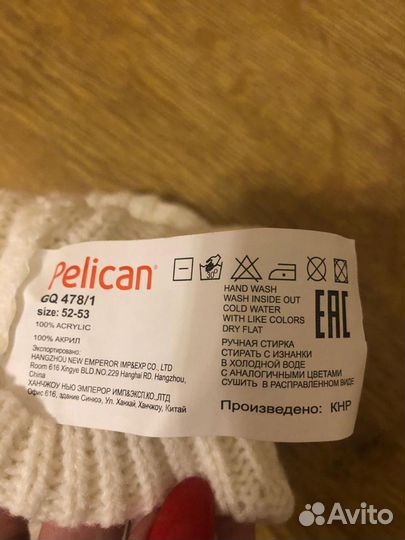 Pelican
GQ 478/1
size: 52-53
100% ACRYLIC
100% АКРИЛ
Экспортировано:
HANGZHOU NEW EMPEROR IMP&EXP CO., LTD
Room 616 Xingye BLD.NO.229 Hanghai RD. Hangzhou,
China
ХАНЧЖОУ НЬЮ ЭМПЕРОР ИМП&ЭКСП.КО.,ЛТД
Офис 616, здание Синюэ, Ул. Ханхай, Ханчжоу, Китай
30°
HAND WASH
WASH INSIDE OUT
COLD WATER
WITH LIKE COLORS
DRY FLAT
РУЧНАЯ СТИРКА
СТИРАТЬ С ИЗНАНКИ
В ХОЛОДНОЙ ВОДЕ
С АНАЛОГИЧНЫМИ ЦВЕТАМИ
СУШИТЬ В РАСПРАВЛЕННОМ ВИДЕ
EAC
Произведено: КНР
Avito